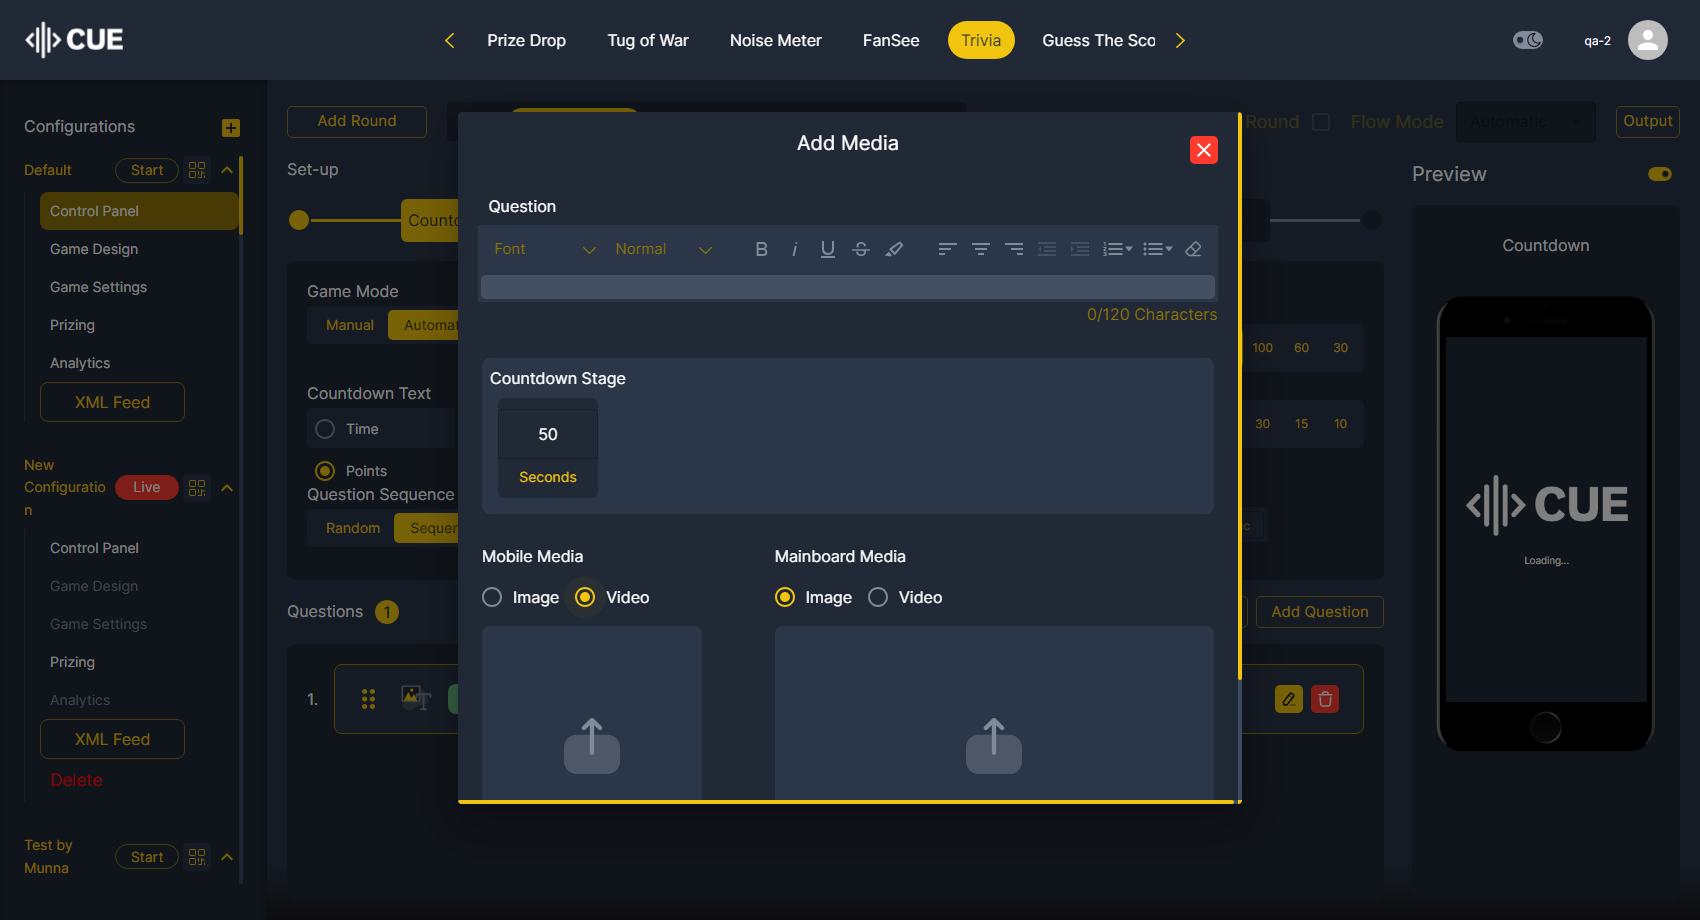 CUE
Prize Drop
Tug of War
Noise Meter
FanSee
Trivia
Guess The Sco
qa-2
Configurations
Default
Start
Control Panel
Game Design
Game Settings
Prizing
Analytics
XML Feed
New
Configuratio
n
Live
Control Panel
Game Design
Game Settings
Prizing
Analytics
XML Feed
Delete
Test by
Munna
Start
Add Round
Round
Flow Mode
Automatic
Output
Set-up
Game Mode
Manual
Countdown Text
Time
Points
Question Sequence
Random
100
60
30
30
15
10
Questions
1
Add Question
1.
Add Media
Question
Font
Normal
0/120 Characters
Countdown Stage
50
Seconds
Mobile Media
Image
Video
Mainboard Media
Image
Video
Preview
Countdown
CUE
Loading...